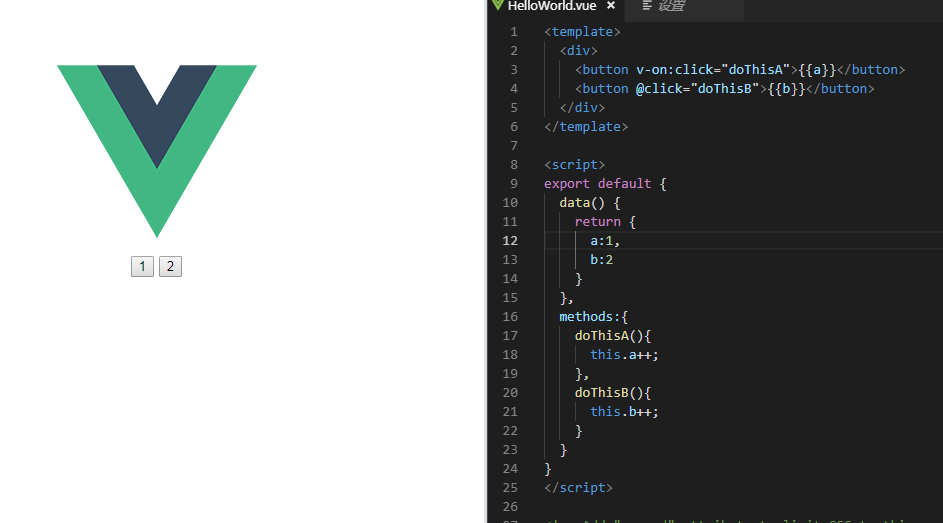 HelloWorld.vue ×
设置
1 <template>
2 <div>
3 <button v-on:click="doThisA">{{a}}</button>
4 <button @click="doThisB">{{b}}</button>
5 </div>
6 </template>
7
8 <script>
9 export default {
10 data() {
11 return {
12 a:1,
13 b:2
14 }
15 },
16 methods:{
17 doThisA(){
18 this.a++;
19 },
20 doThisB(){
21 this.b++;
22 }
23 }
24 }
25 </script>
26
1 2